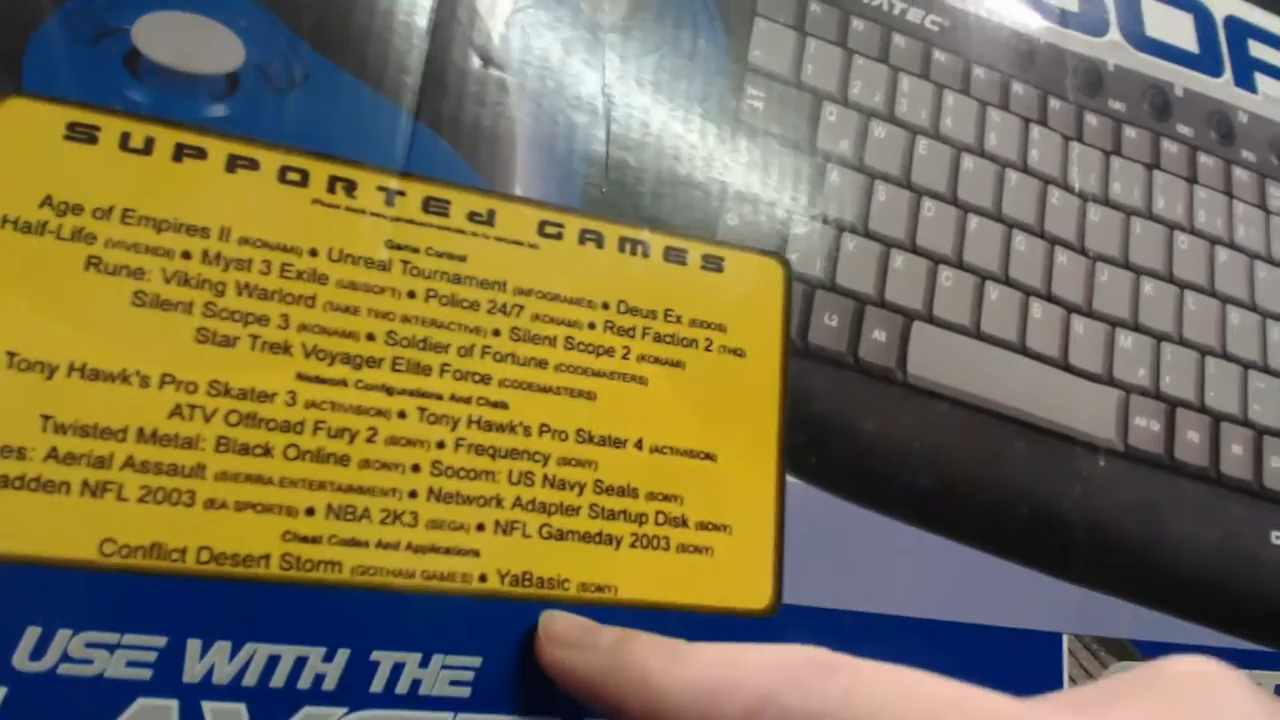 SUPPORTED GAMES
Game Control
Age of Empires II (KONAMI) • Unreal Tournament (INFOGRAMES) • Deus Ex (EIDOS)
Half-Life (VIVENDI) • Myst 3 Exile (UBISOFT) • Police 24/7 (KONAMI) • Red Faction 2 (THQ)
Rune: Viking Warlord (TAKE TWO INTERACTIVE) • Silent Scope 2 (KONAMI)
Silent Scope 3 (KONAMI) • Soldier of Fortune (CODEMASTERS)
Star Trek Voyager Elite Force (CODEMASTERS)
Network Configurations And Chats
Tony Hawk's Pro Skater 3 (ACTIVISION) • Tony Hawk's Pro Skater 4 (ACTIVISION)
ATV Offroad Fury 2 (SONY) • Frequency (SONY)
Twisted Metal: Black Online (SONY) • Socom: US Navy Seals (SONY)
es: Aerial Assault (SIERRA ENTERTAINMENT) • Network Adapter Startup Disk (SONY)
adden NFL 2003 (EA SPORTS) • NBA 2K3 (SEGA) • NFL Gameday 2003 (SONY)
Cheat Codes And Applications
Conflict Desert Storm (GOTHAM GAMES) • YaBasic (SONY)
USE WITH THE
ATEC
Q W E R T Z U I O P
A S D F G H J K L
Y X C V B N M
L2 Alt Alt Gr